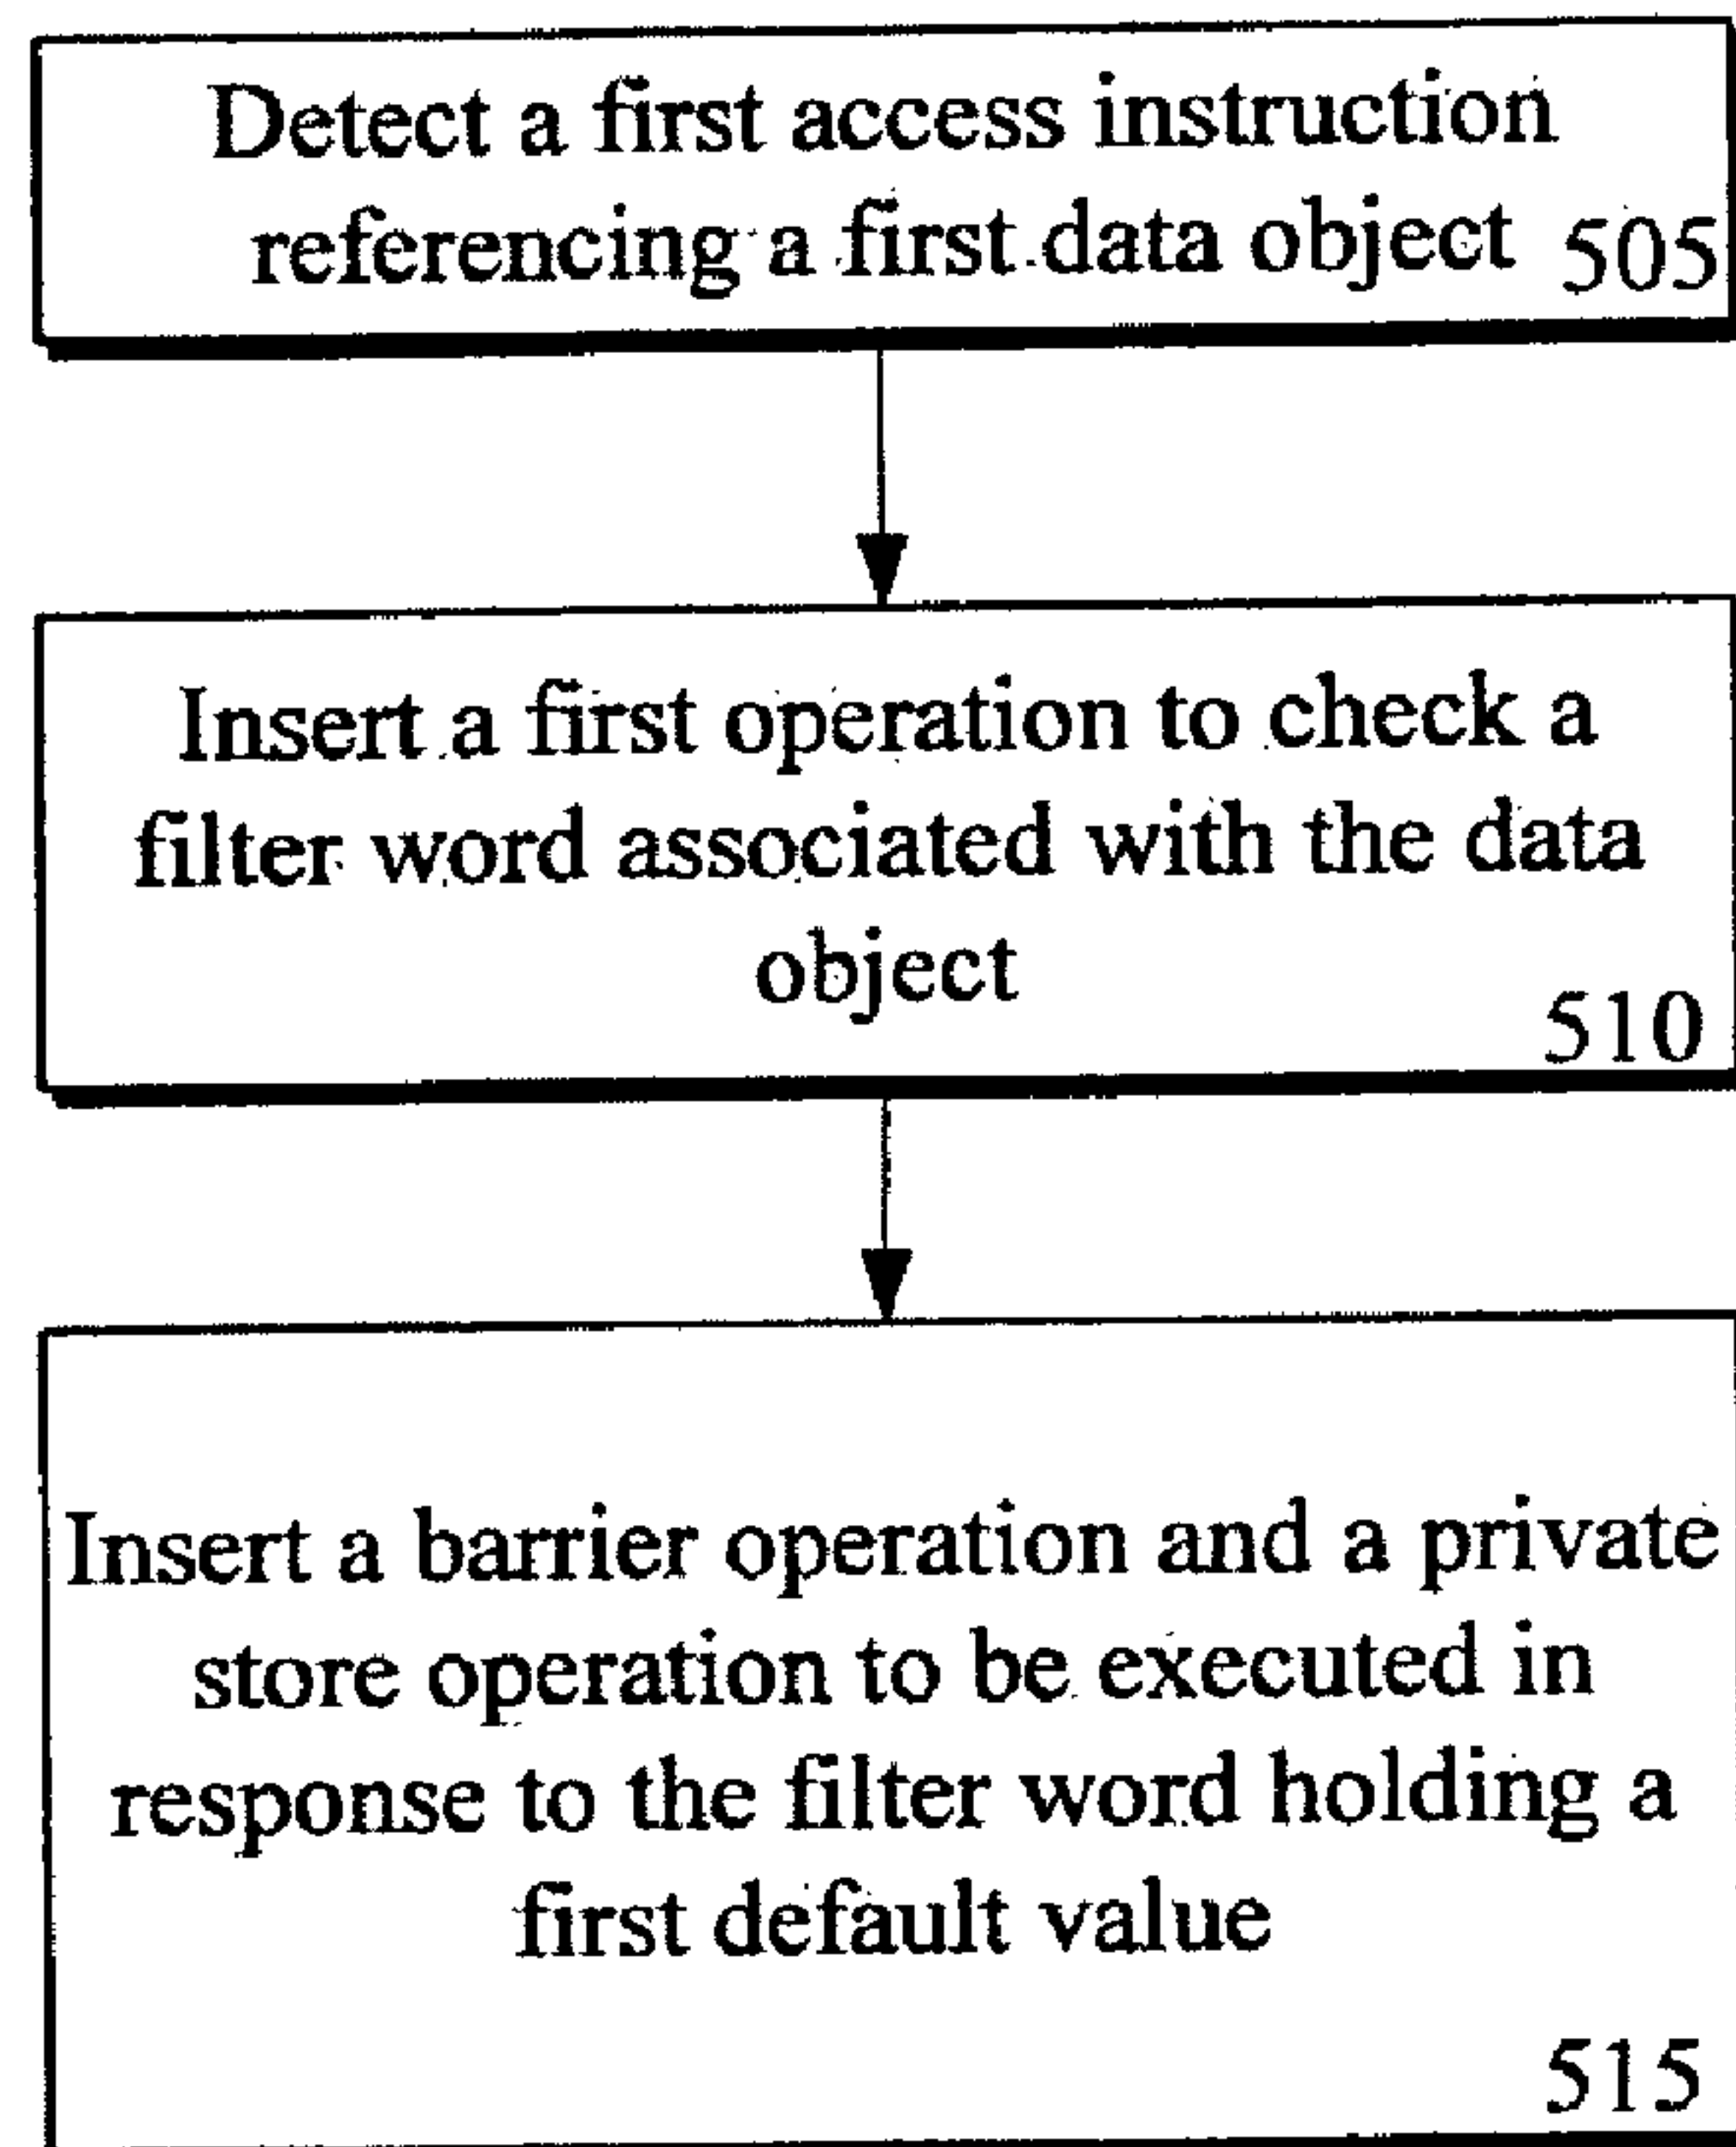 Detect a first access instruction
referencing a first data object 505
Insert a first operation to check a
filter word associated with the data
object
510
Insert a barrier operation and a private
store operation to be executed in
response to the filter word holding a
first default value
515